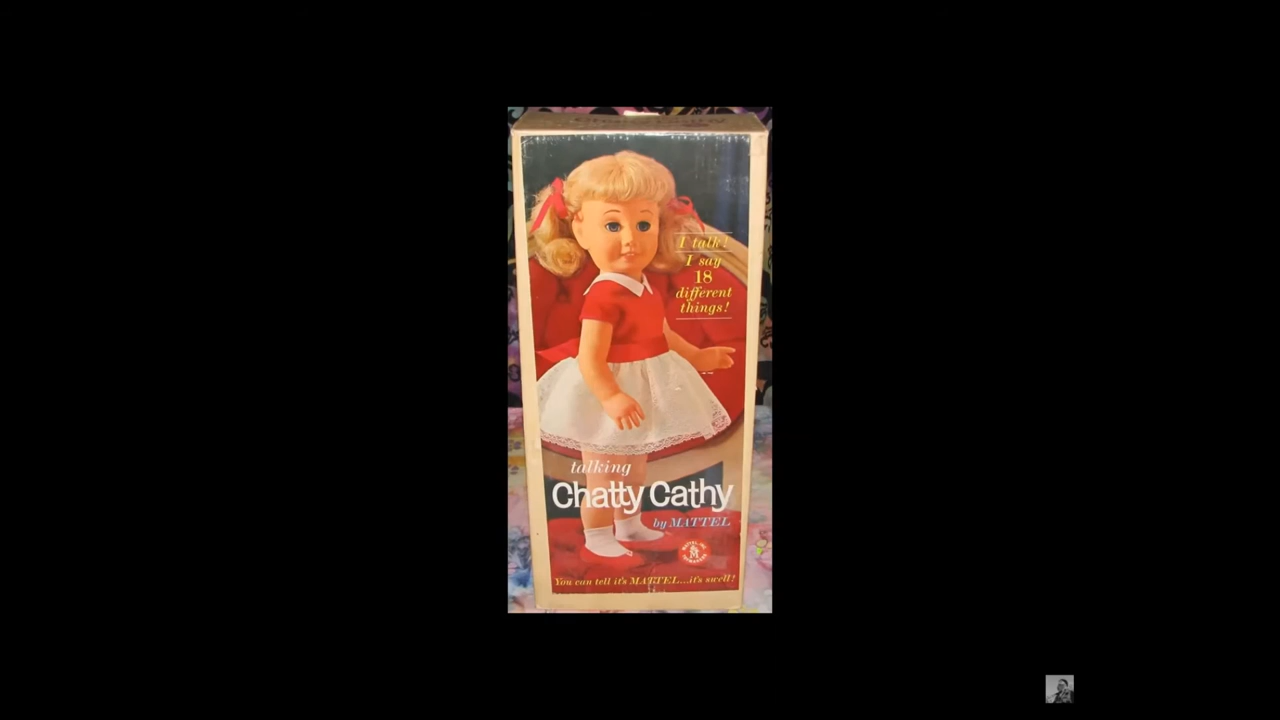 I talk!
I say
18
different
things!
talking
Chatty Cathy
by MATTEL
You can tell it's MATTEL...it's swell!